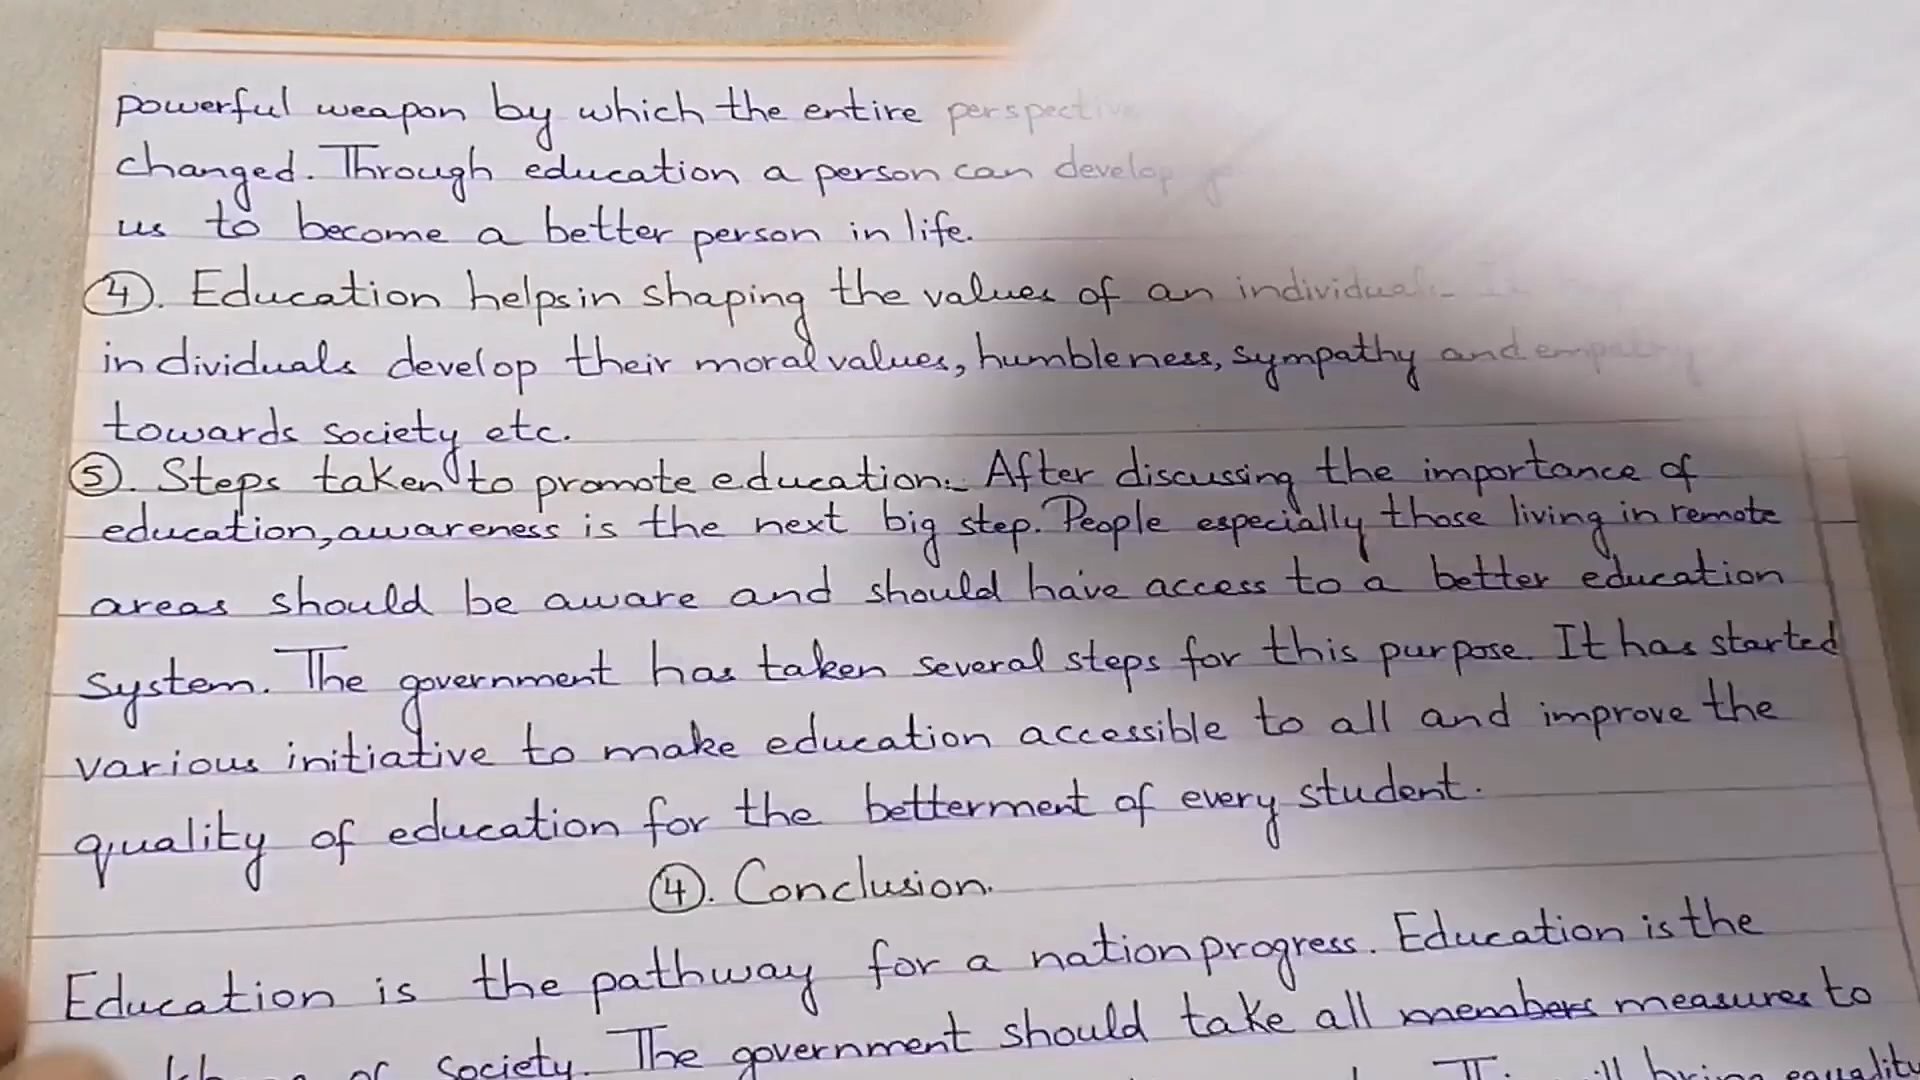 powerful weapon by which the entire perspective
changed. Through education a person can develop
us to become a better person in life.
④. Education helps in shaping the values of an individual:- It
individuals develop their moral values, humbleness, sympathy and empathy
towards society etc.
⑤. Steps taken to promote education:- After discussing the importance of
education, awareness is the next big step. People especially those living in remote
areas should be aware and should have access to a better education
system. The government has taken several steps for this purpose. It has started
various initiative to make education accessible to all and improve the
quality of education for the betterment of every student.
④. Conclusion.
Education is the pathway for a nation progress. Education is the
of society. The government should take all members measures to
will bring equality